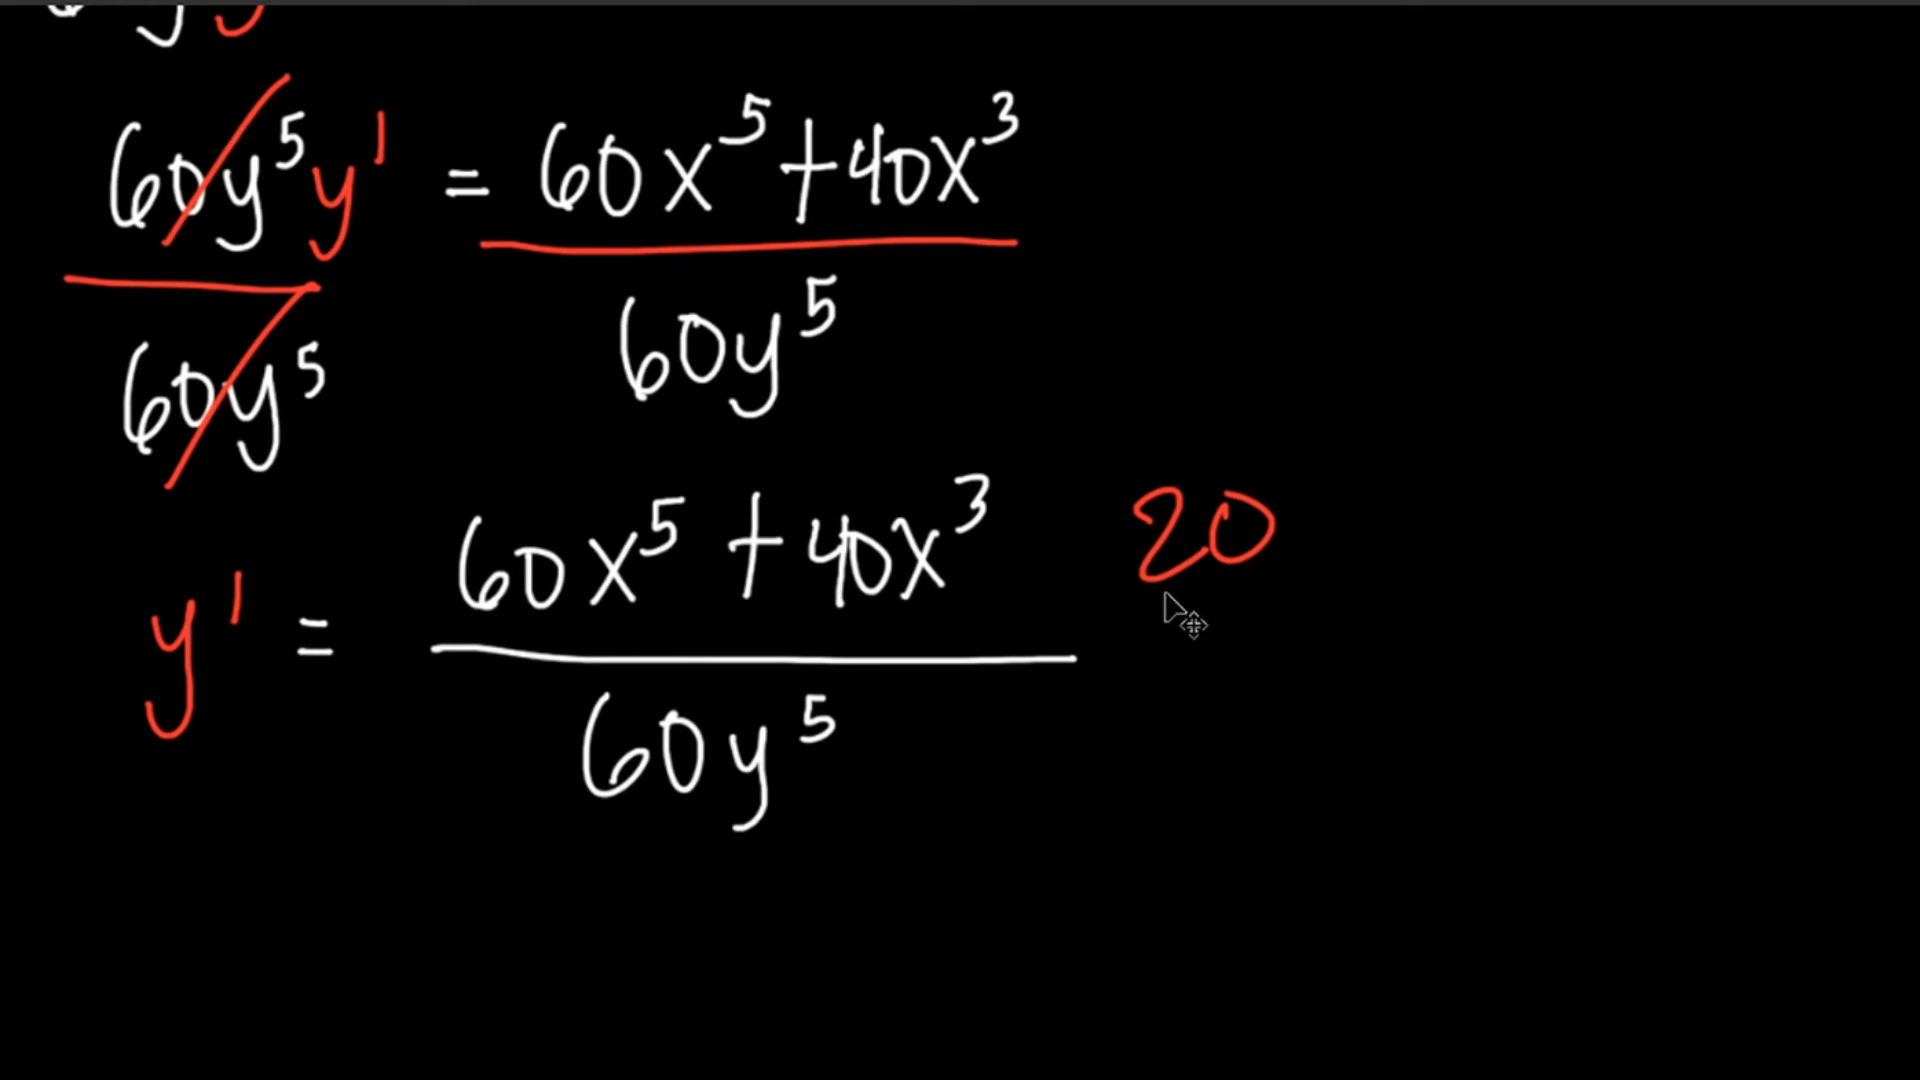 60y⁵y' = 60x⁵+40x³
60y⁵ 60y⁵
y' = 60x⁵ + 40x³ 20
60y⁵